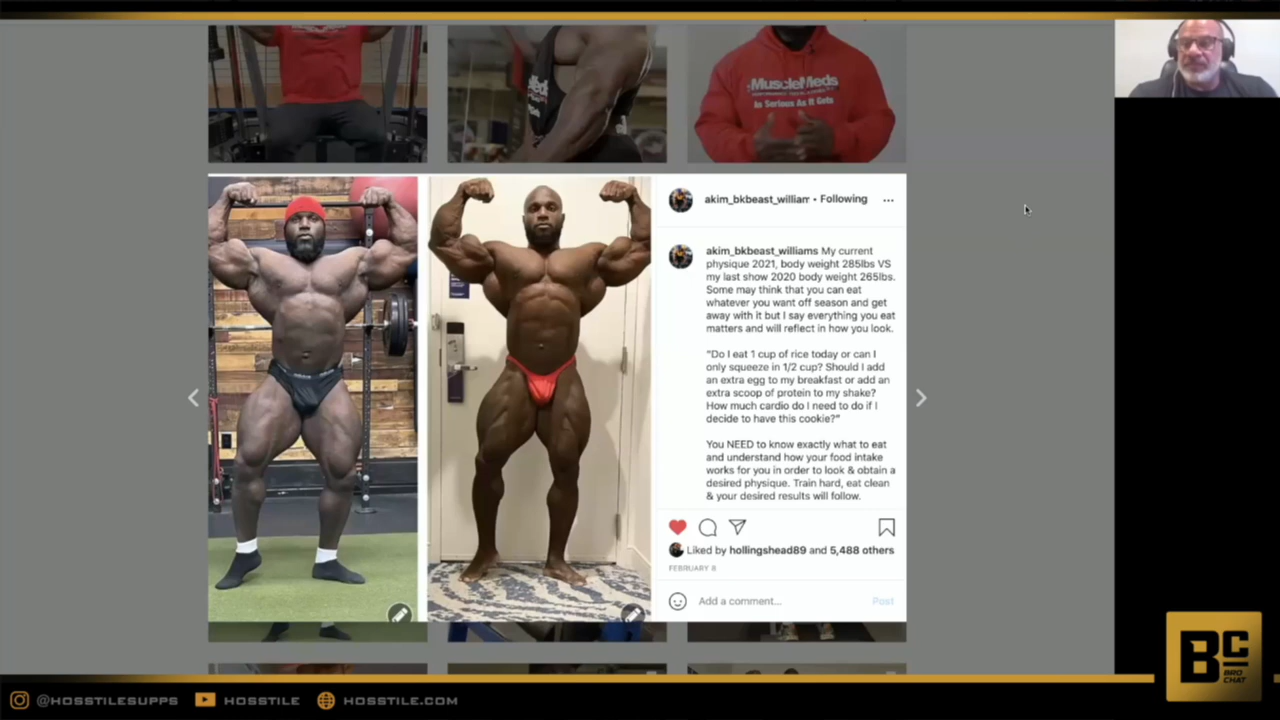 MuscleMeds
As Serious As It Gets
akim_bkbeast_williarr • Following
akim_bkbeast_williams My current
physique 2021, body weight 285lbs VS
my last show 2020 body weight 265lbs.
Some may think that you can eat
whatever you want off season and get
away with it but I say everything you eat
matters and will reflect in how you look.
"Do I eat 1 cup of rice today or can I
only squeeze in 1/2 cup? Should I add
an extra egg to my breakfast or add an
extra scoop of protein to my shake?
How much cardio do I need to do if I
decide to have this cookie?"
You NEED to know exactly what to eat
and understand how your food intake
works for you in order to look & obtain a
desired physique. Train hard, eat clean
& your desired results will follow.
Liked by hollingshead89 and 5,488 others
FEBRUARY 8
Add a comment...
Post
BC
BRO
CHAT
@HOSSTILESUPPS
HOSSTILE
HOSSTILE.COM